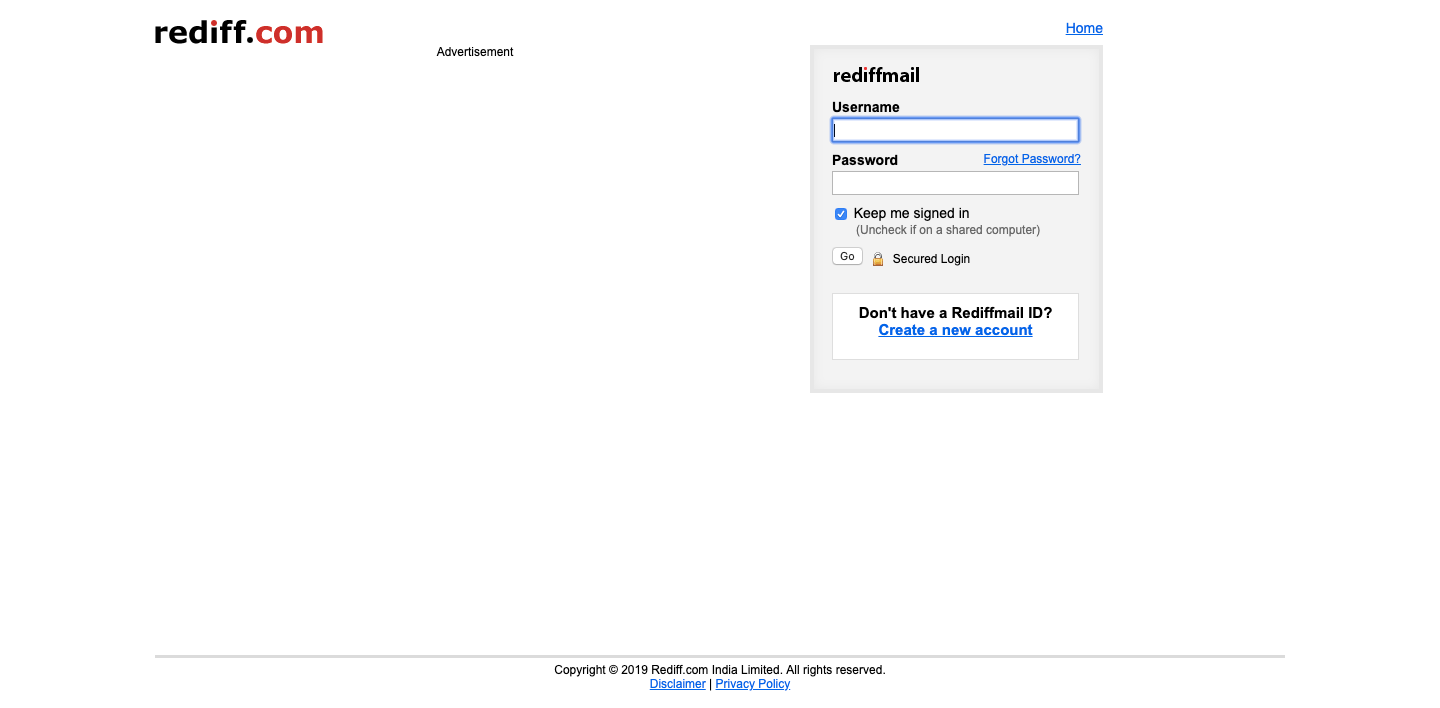 rediff.com
Home
Advertisement
rediffmail
Username
Password
Forgot Password?
Keep me signed in
(Uncheck if on a shared computer)
Go
Secured Login
Don't have a Rediffmail ID?
Create a new account
Copyright © 2019 Rediff.com India Limited. All rights reserved.
Disclaimer | Privacy Policy